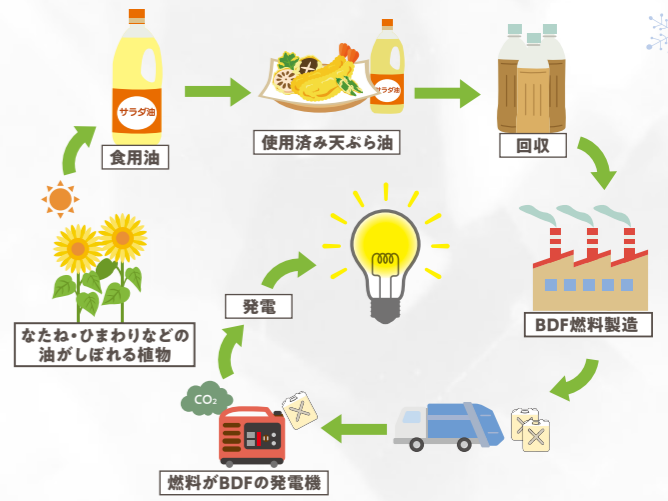 サラダ油
サラダ油
食用油
使用済み天ぷら油
回収
なたね・ひまわりなどの
油がしぼれる植物
発電
BDF燃料製造
CO₂
燃料がBDFの発電機